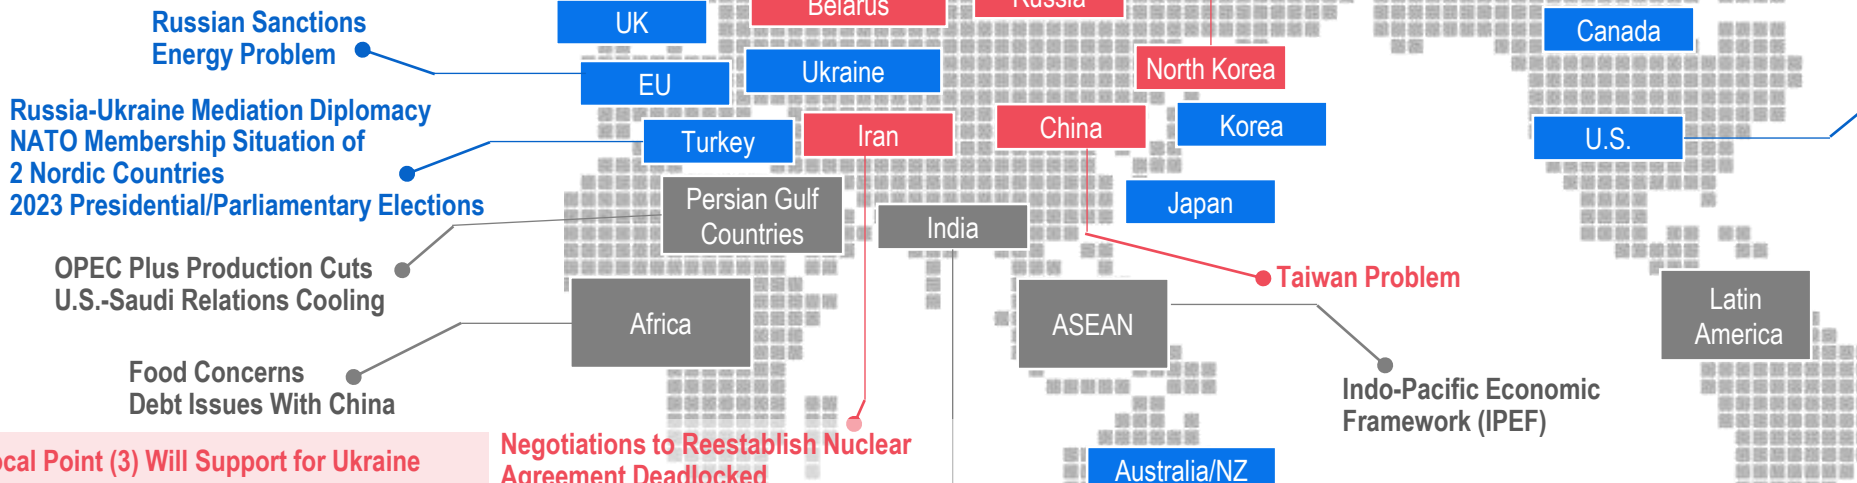 Russian Sanctions
Energy Problem
UK
Belarus
Russia
Canada
EU
Ukraine
North Korea
Russia-Ukraine Mediation Diplomacy
NATO Membership Situation of
2 Nordic Countries
2023 Presidential/Parliamentary Elections
Turkey
Iran
China
Korea
U.S.
Persian Gulf
Countries
India
Japan
OPEC Plus Production Cuts
U.S.-Saudi Relations Cooling
Taiwan Problem
Africa
ASEAN
Latin
America
Food Concerns
Debt Issues With China
Indo-Pacific Economic
Framework (IPEF)
Point (3) Will Support for Ukraine
Negotiations to Reestablish Nuclear
Agreement Deadlocked
Australia/NZ